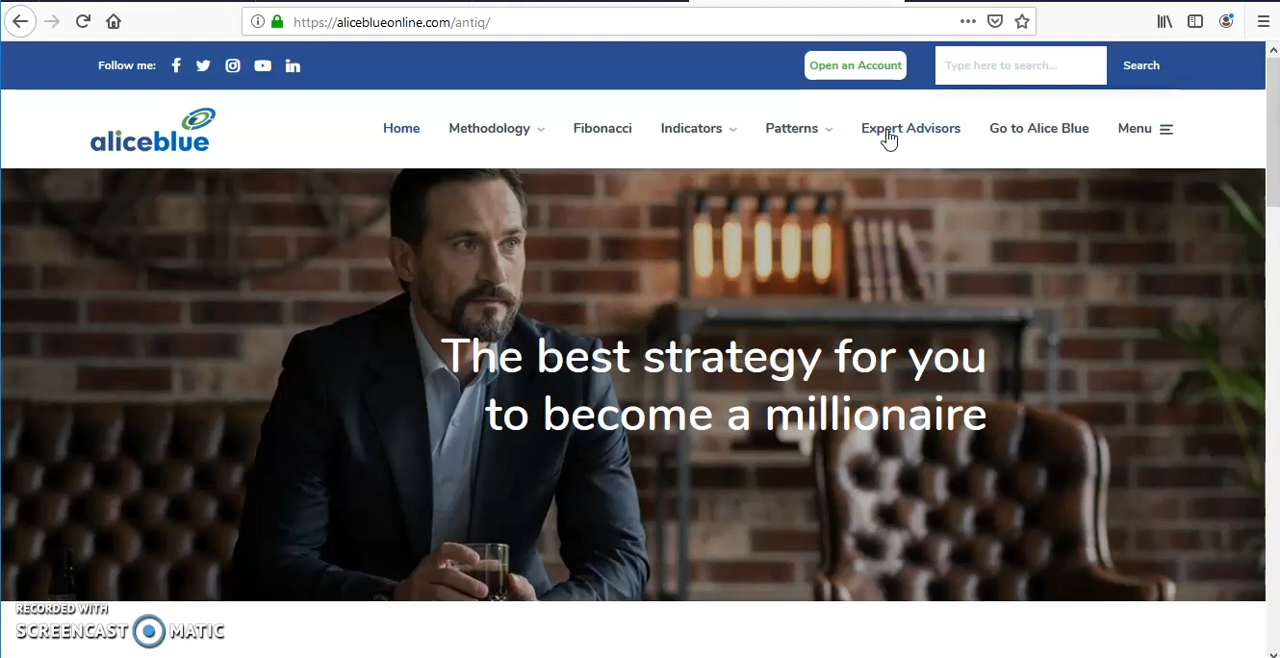 https://aliceblueonline.com/antiq/
Follow me:
Open an Account
Type here to search...
Search
aliceblue
Home
Methodology
Fibonacci
Indicators
Patterns
Expert Advisors
Go to Alice Blue
Menu
The best strategy for you
to become a millionaire
RECORDED WITH
SCREENCAST MATIC